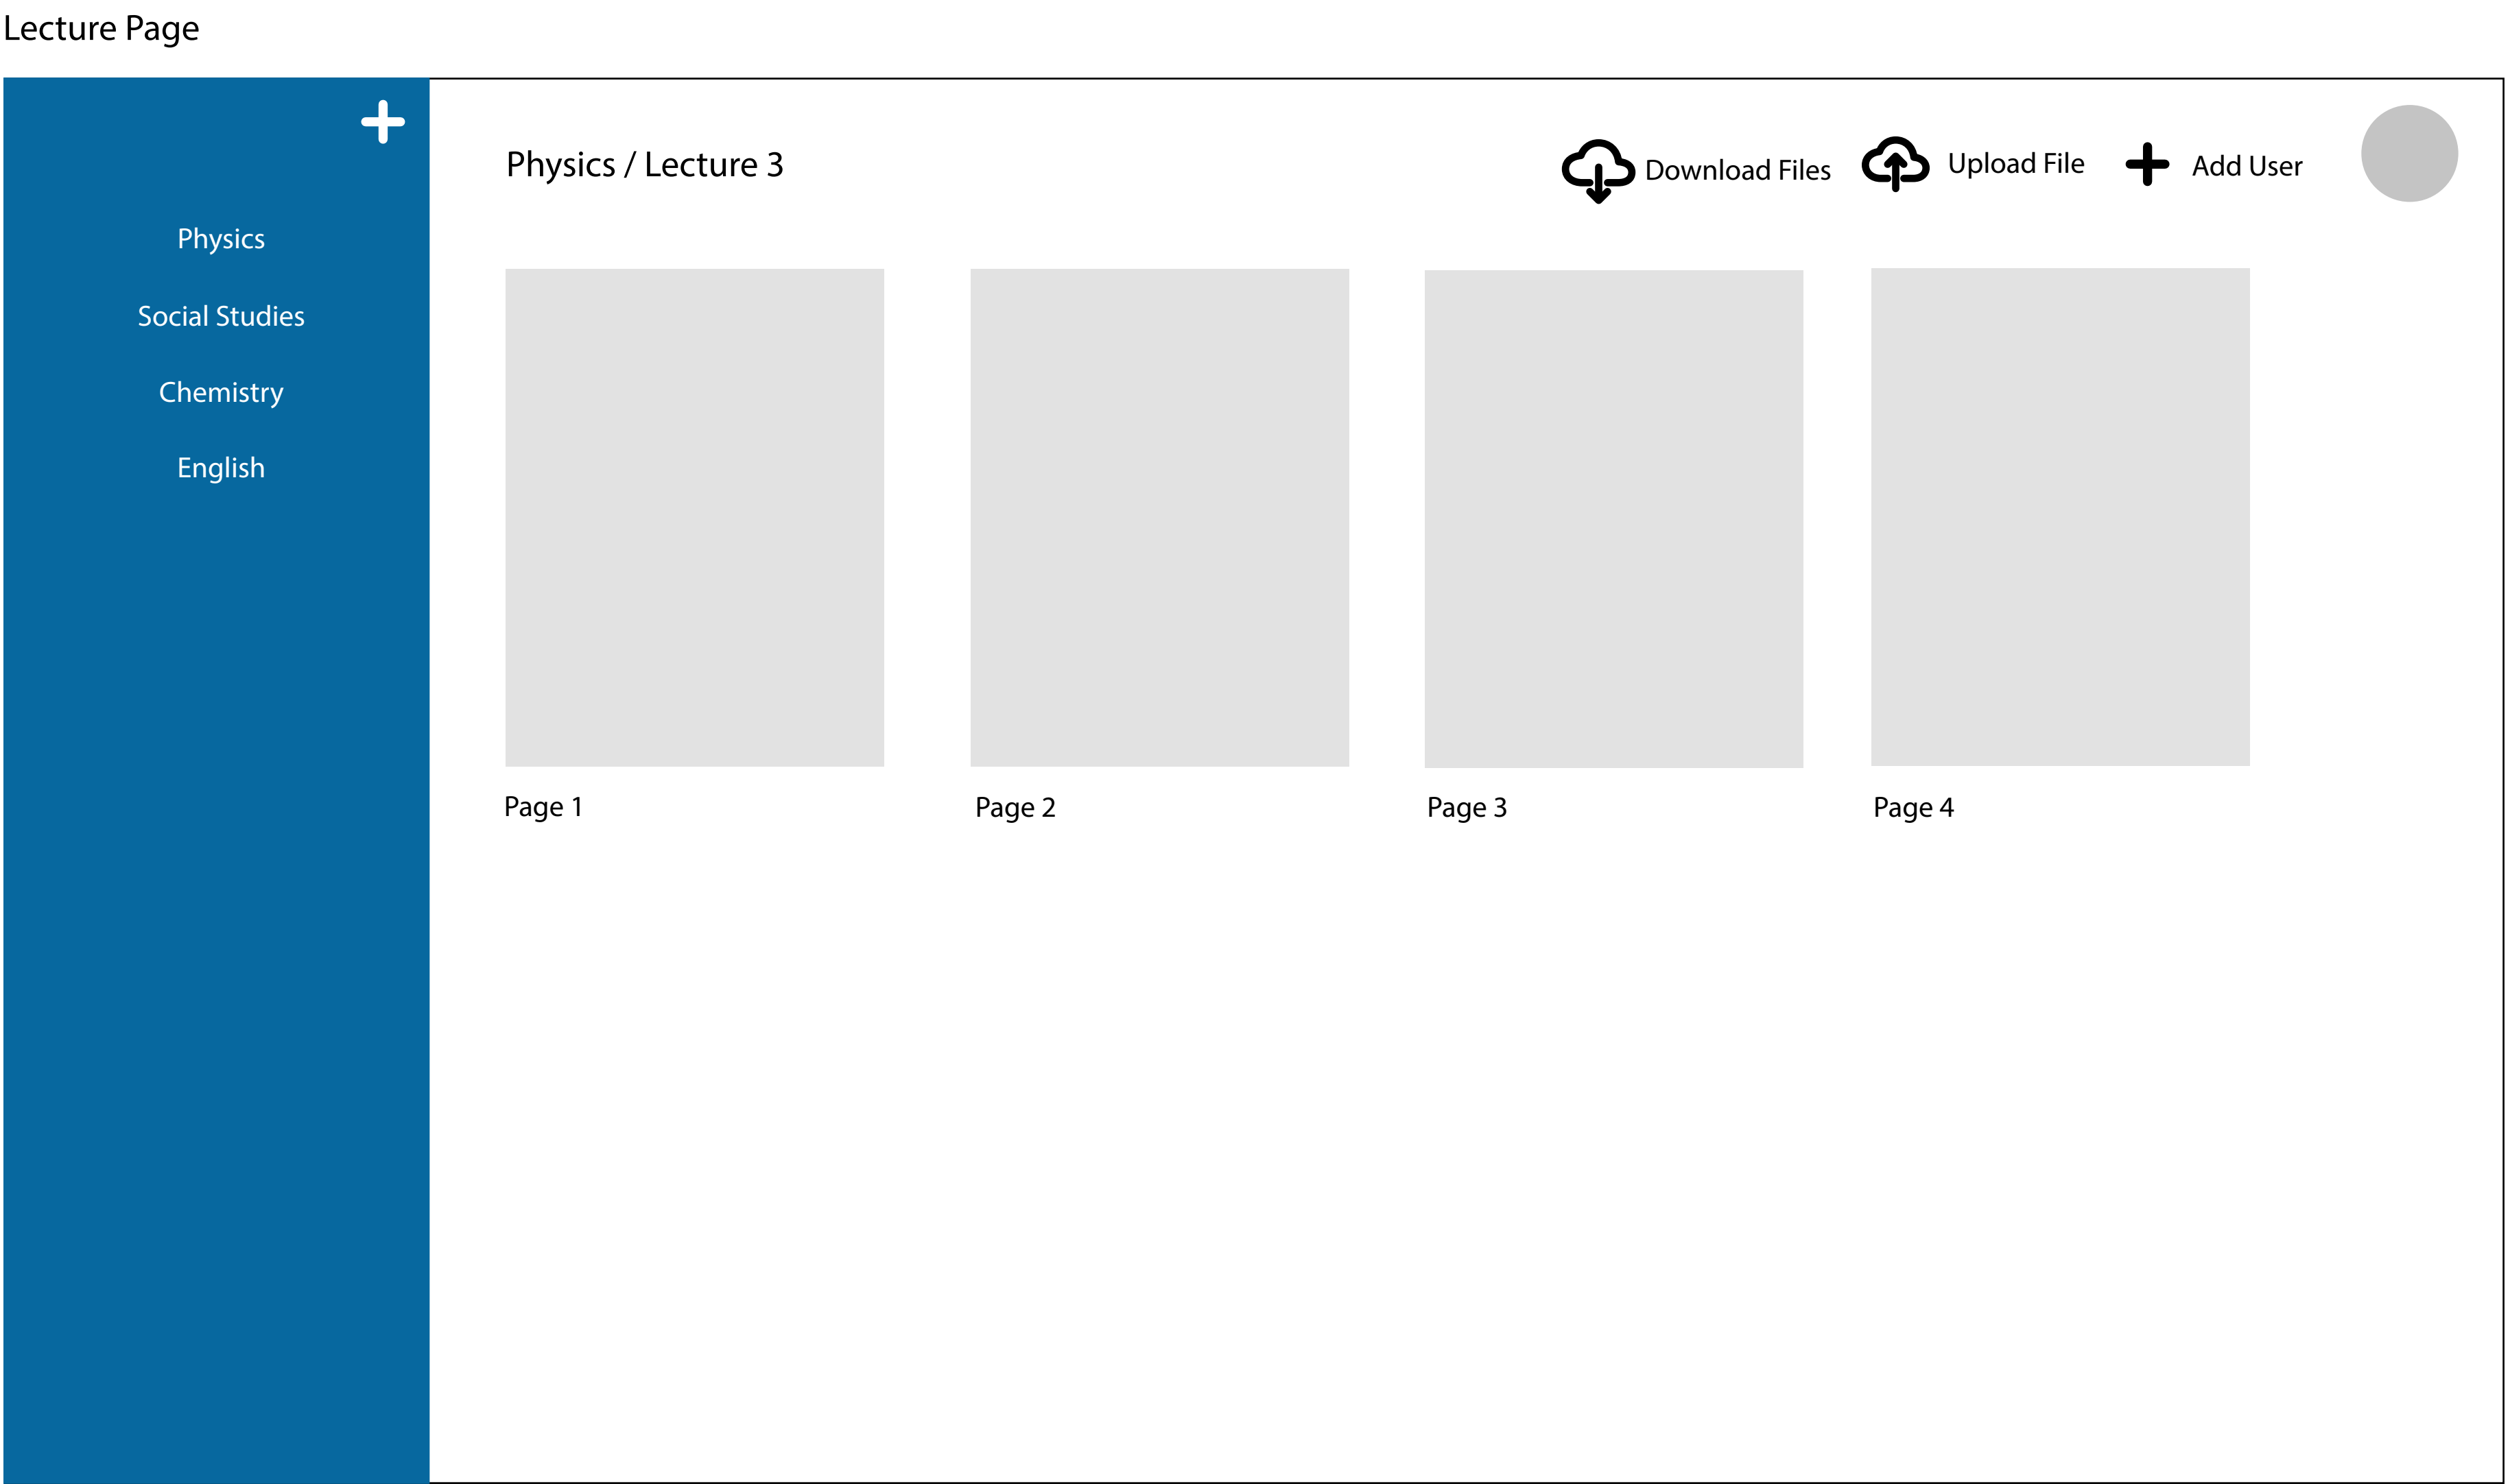 Lecture Page
Physics / Lecture 3
Download Files
Upload File
Add User
Physics
Social Studies
Chemistry
English
Page 1
Page 2
Page 3
Page 4